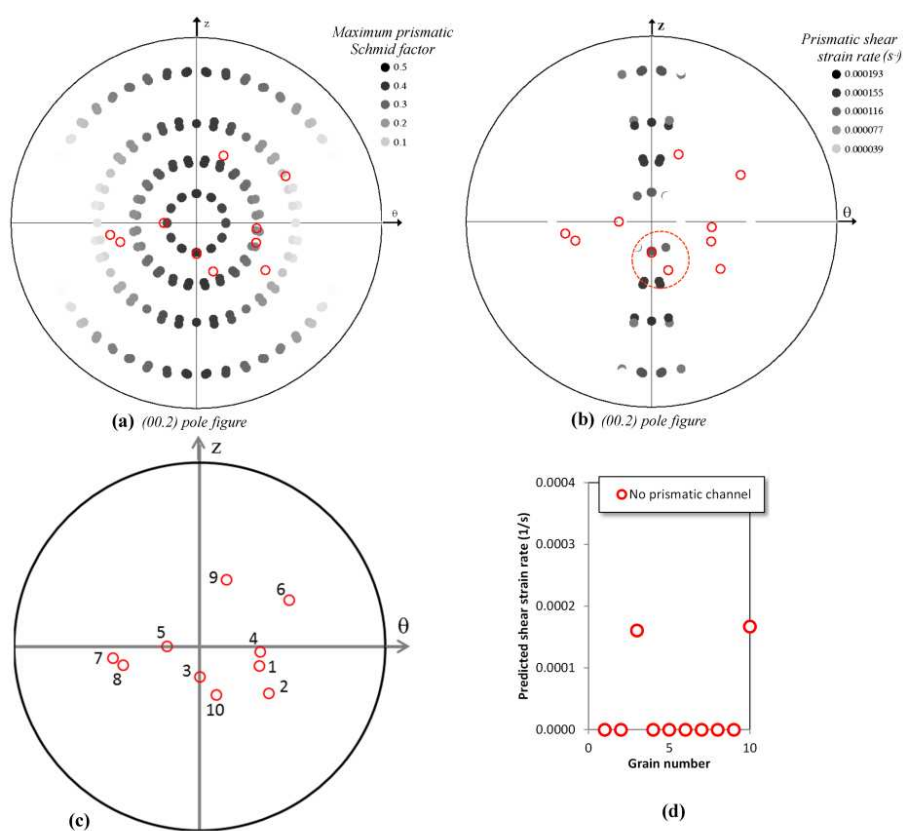 z
Maximum prismatic
Schmid factor
0.5
0.4
0.3
0.2
0.1
θ
(a) (00.2) pole figure
z
Prismatic shear
strain rate (s-)
0.000193
0.000155
0.000116
0.000077
0.000039
θ
(b) (00.2) pole figure
z
9
6
θ
5
4
7
8
3
1
2
10
(c)
No prismatic channel
Predicted shear strain rate (1/s)
0.0004
0.0003
0.0002
0.0001
0.0000
0
5
10
Grain number
(d)